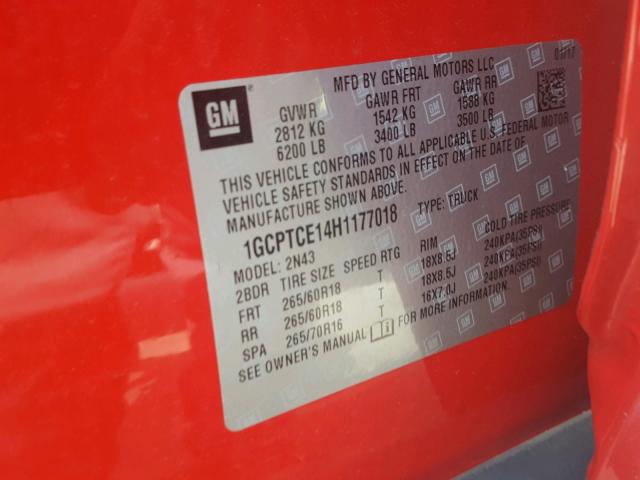 GM
MFD BY GENERAL MOTORS LLC
01/17
GVWR GAWR FRT GAWR RR
2812 KG 1542 KG 1588 KG
6200 LB 3400 LB 3500 LB
THIS VEHICLE CONFORMS TO ALL APPLICABLE U.S. FEDERAL MOTOR
VEHICLE SAFETY STANDARDS IN EFFECT ON THE DATE OF
MANUFACTURE SHOWN ABOVE.
1GCPTCE14H1177018 TYPE: TRUCK
MODEL: 2N43
2BDR TIRE SIZE SPEED RTG RIM COLD TIRE PRESSURE
FRT 265/60R18 T 18X8.5J 240KPA(35PSI)
RR 265/60R18 T 18X8.5J 240KPA(35PSI)
SPA 265/70R16 T 16X7.0J 240KPA(35PSI)
SEE OWNER'S MANUAL FOR MORE INFORMATION.